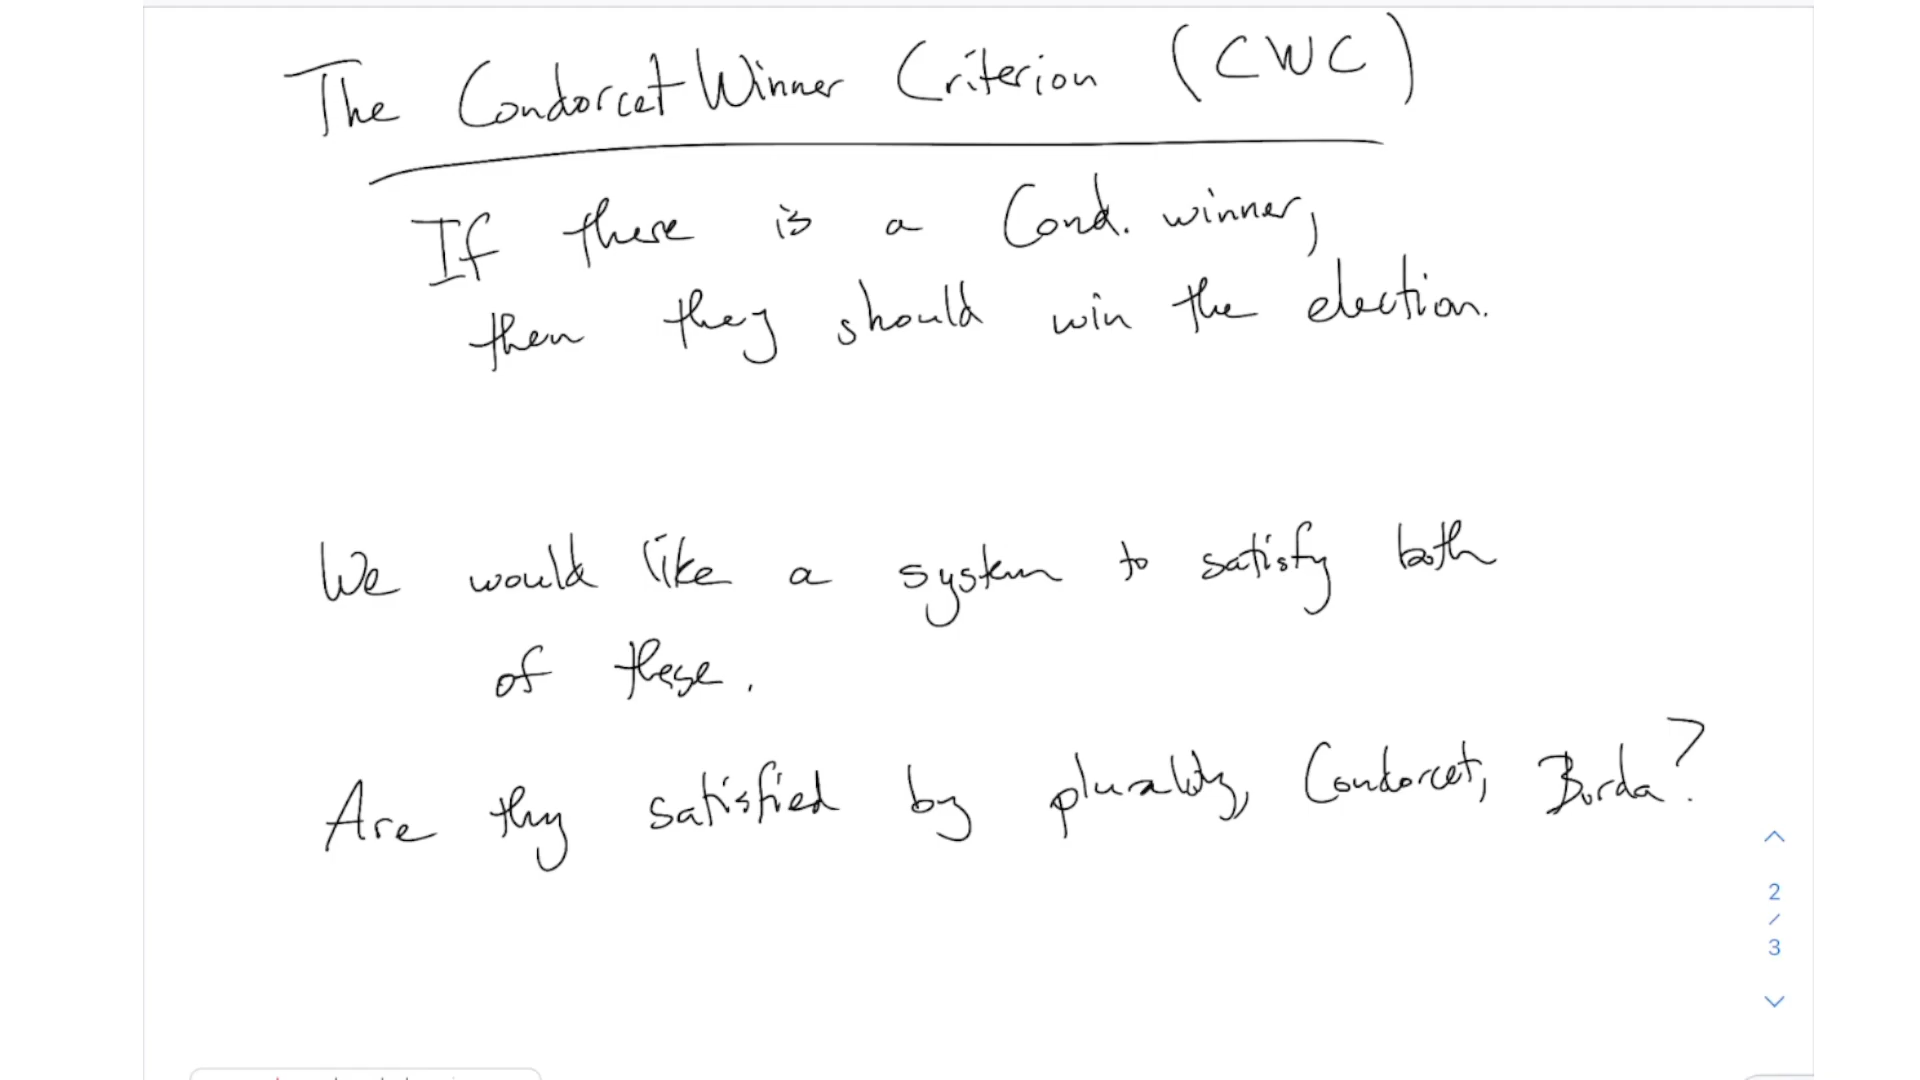 The Condorcet Winner Criterion (CWC)
If there is a Cond. winner,
then they should win the election.
We would like a system to satisfy both
of these.
Are they satisfied by plurality, Condorcet, Borda?
2
/
3